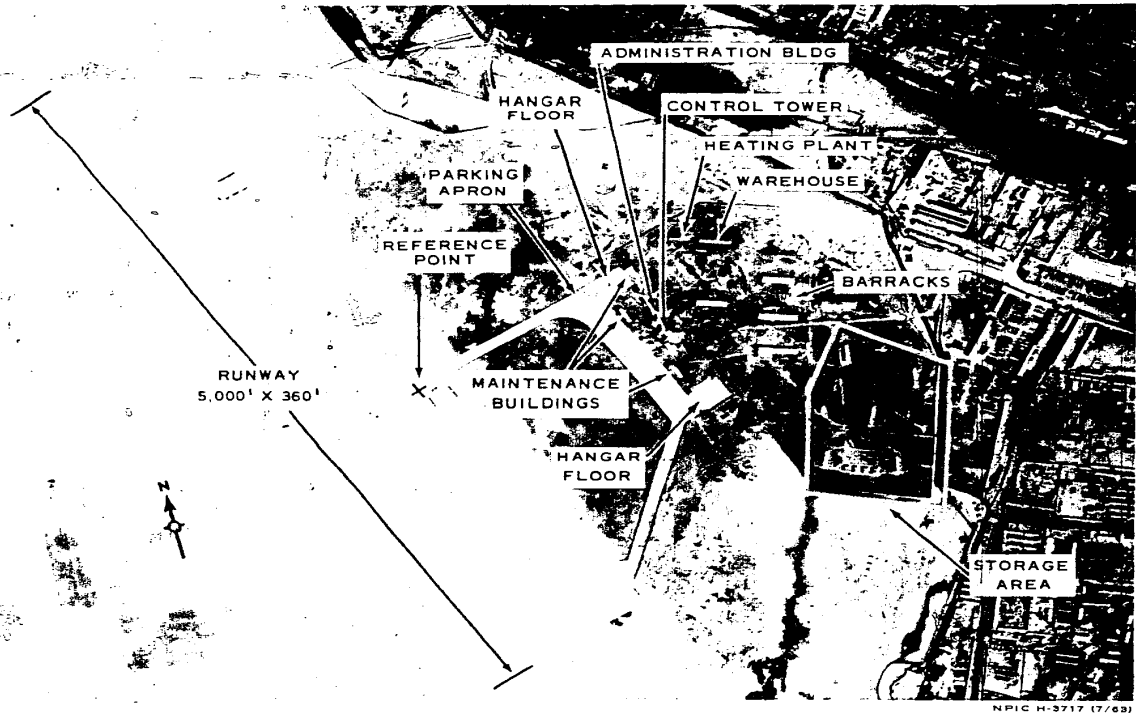 ADMINISTRATION BLDG
HANGAR
FLOOR
CONTROL TOWER
HEATING PLANT
PARKING
APRON
WAREHOUSE
REFERENCE
POINT
BARRACKS
RUNWAY
5,000' X 360'
MAINTENANCE
BUILDINGS
HANGAR
FLOOR
N
STORAGE
AREA
NPIC H-3717 (7/63)